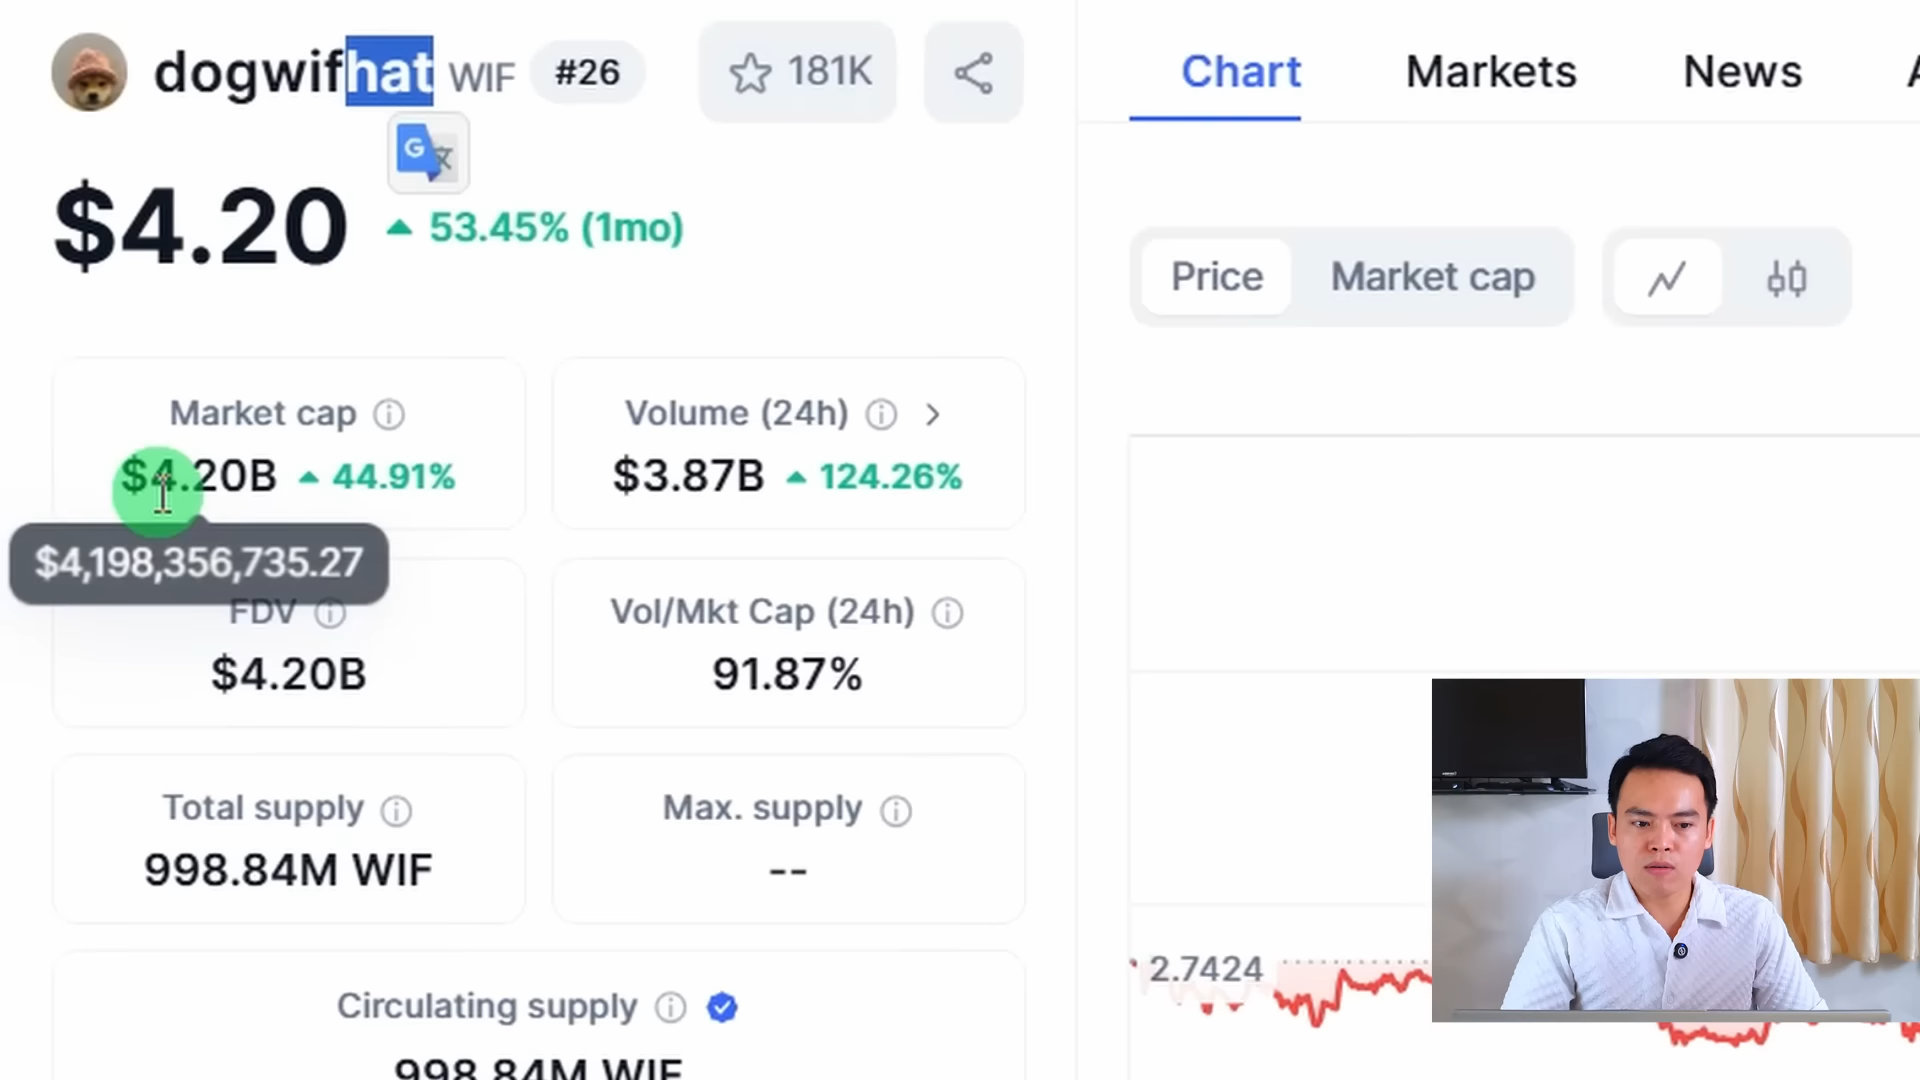 dogwifhat WIF #26 181K
$4.20 53.45% (1mo)
Market cap
$4.20B 44.91%
$4,198,356,735.27
Volume (24h)
$3.87B 124.26%
FDV
$4.20B
Vol/Mkt Cap (24h)
91.87%
Total supply
998.84M WIF
Max. supply
--
Circulating supply
998.84M WIF
Chart Markets News A
Price Market cap
2.7424